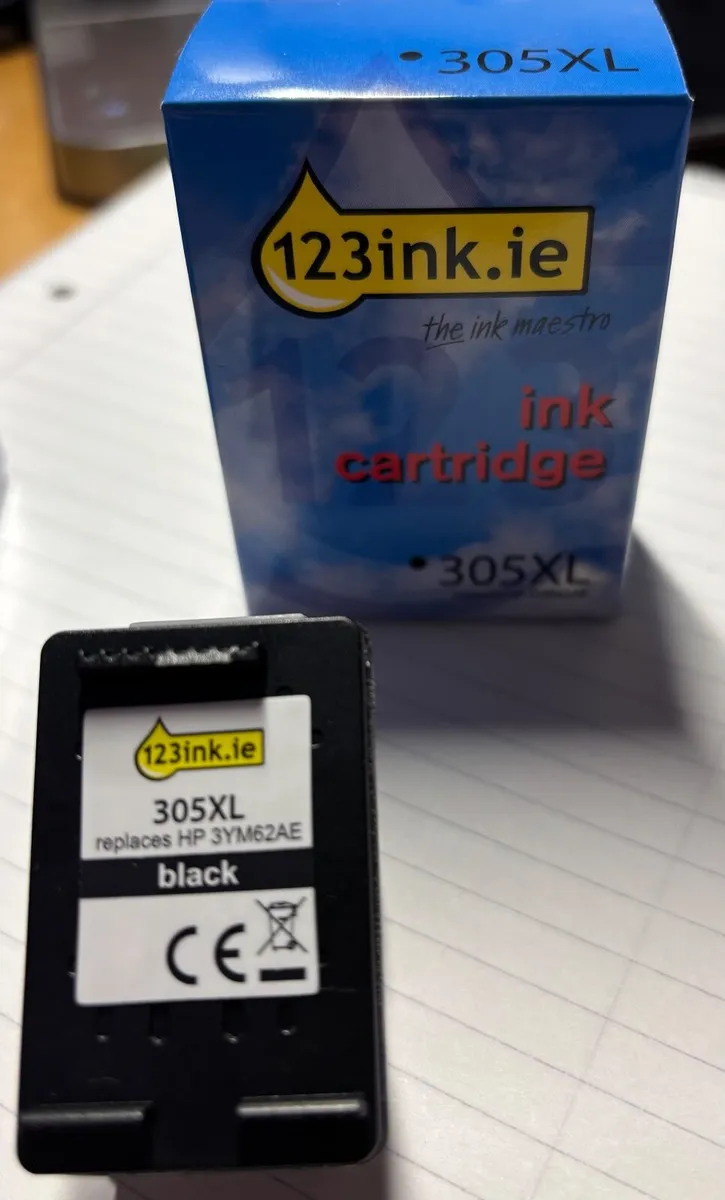 • 305XL
123ink.ie
the ink maestro
ink
cartridge
• 305XL
123ink.ie
305XL
replaces HP 3YM62AE
black
CE